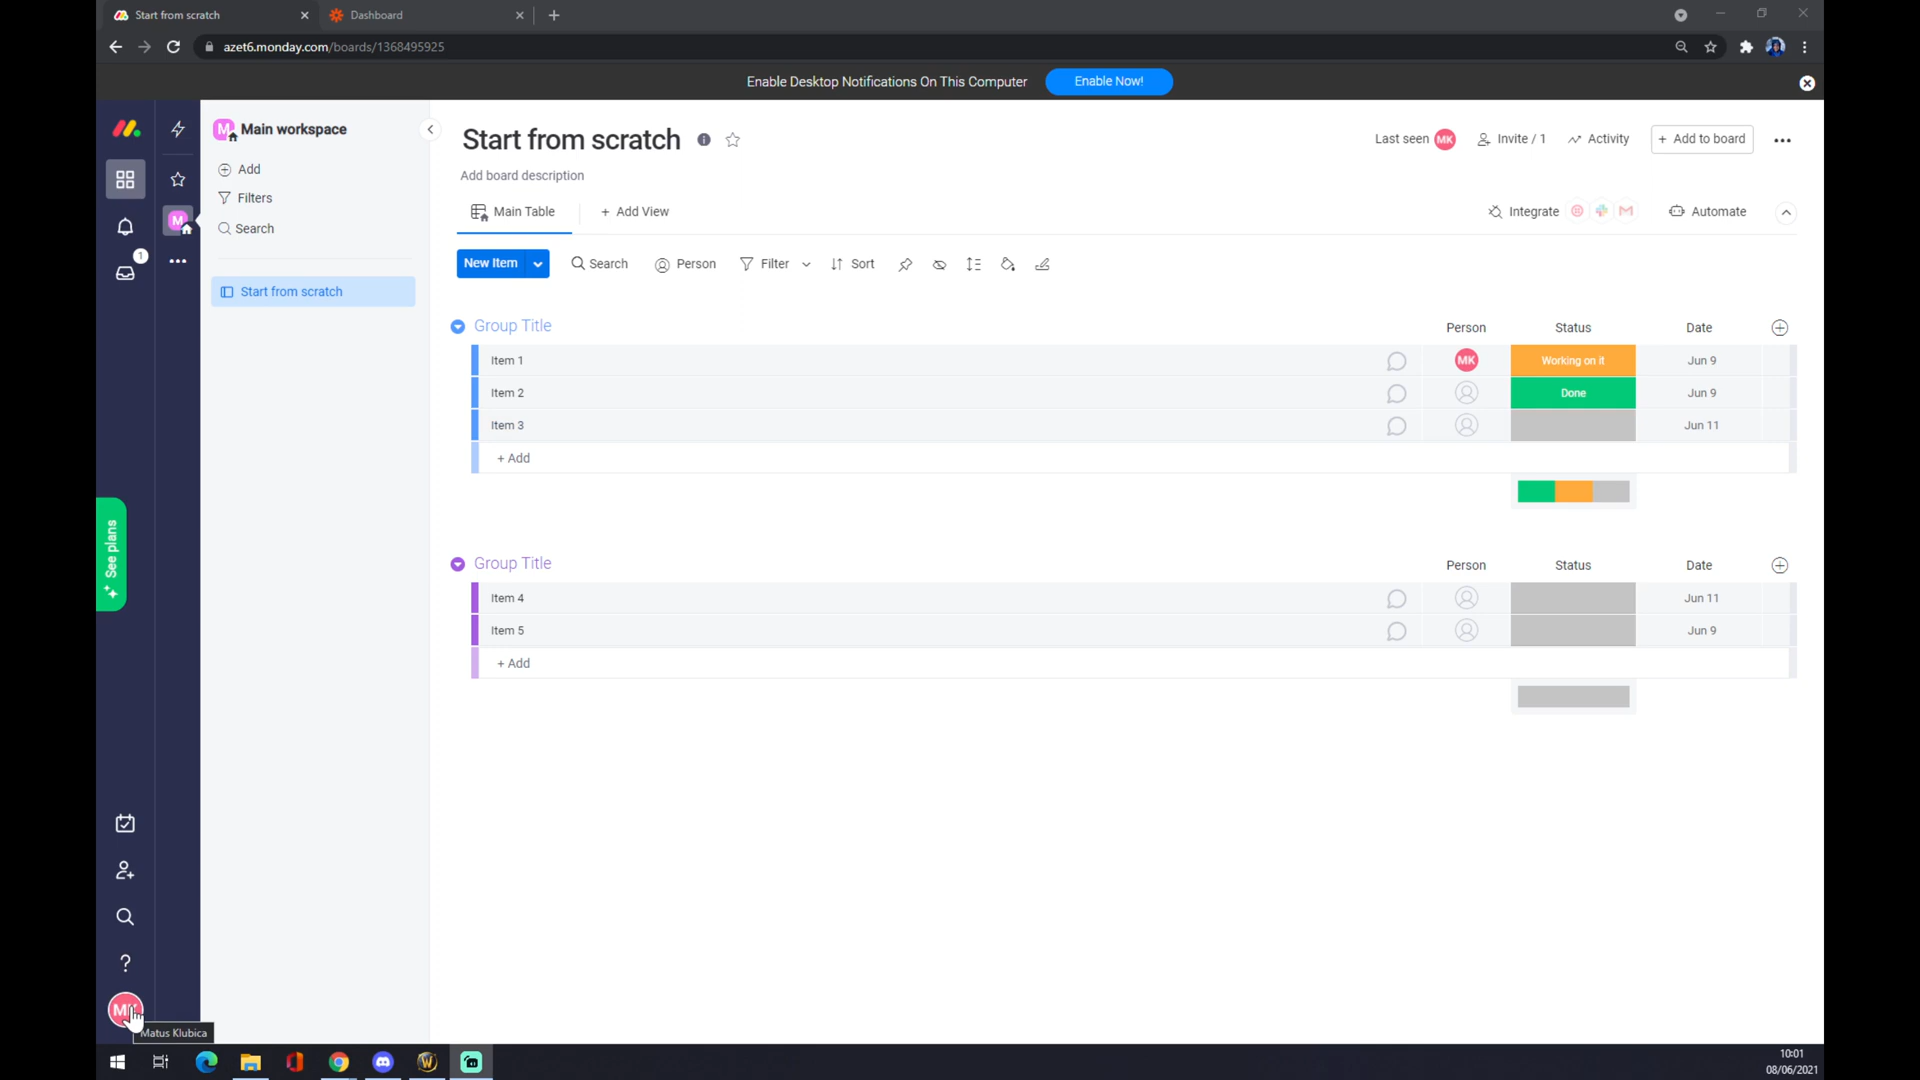 Start from scratch
Dashboard
azet6.monday.com/boards/1368495925
Enable Desktop Notifications On This Computer
Enable Now!
M
Main workspace
Add
Filters
Search
Start from scratch
M
1
See plans
MK
Matus Klubica
Start from scratch
Last seen MK
Invite / 1
Activity
+ Add to board
Add board description
Main Table
+ Add View
Integrate
Automate
New Item
Search
Person
Filter
Sort
Group Title
Person
Status
Date
Item 1
MK
Working on it
Jun 9
Item 2
Done
Jun 9
Item 3
Jun 11
+ Add
Group Title
Person
Status
Date
Item 4
Jun 11
Item 5
Jun 9
+ Add
10:01
08/06/2021